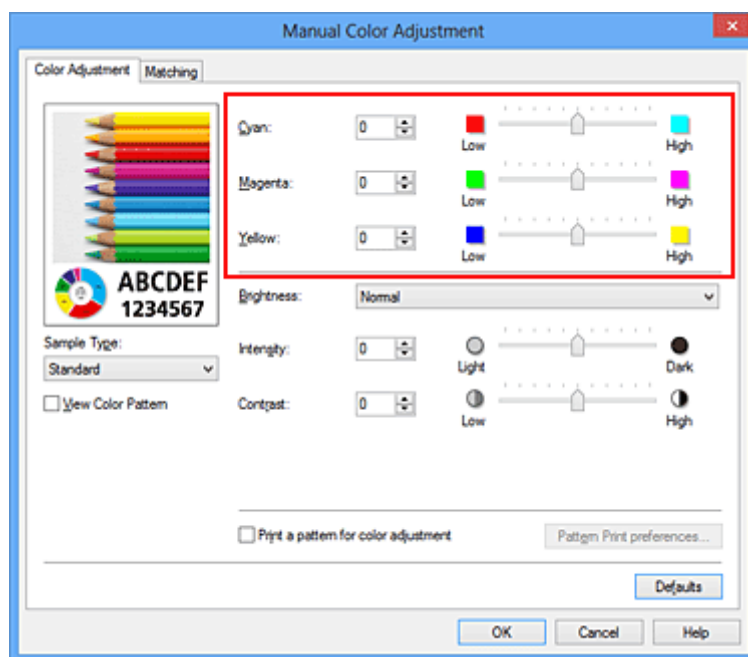 Manual Color Adjustment
Color Adjustment Matching
Cyan: 0 Low High
Magenta: 0 Low High
Yellow: 0 Low High
ABCDEF
1234567
Brightness: Normal
Sample Type:
Standard
Intensity: 0 Light Dark
View Color Pattern
Contrast: 0 Low High
Print a pattern for color adjustment Pattern Print preferences...
Defaults
OK Cancel Help